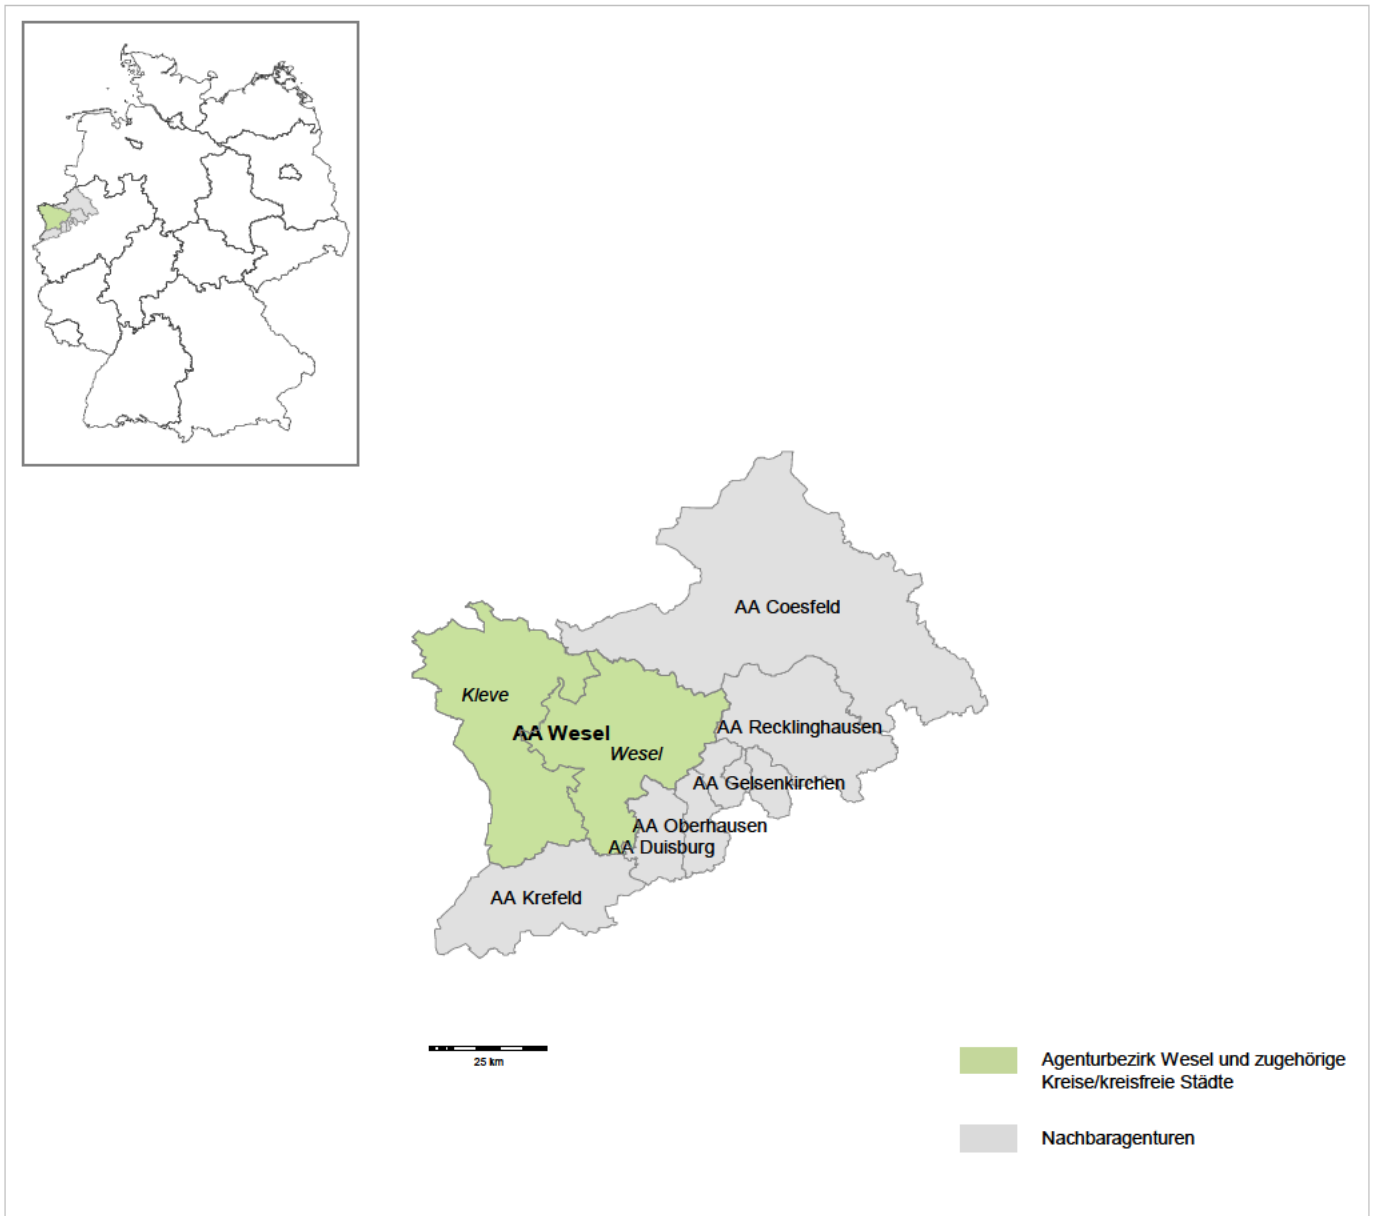 AA Coesfeld
Kleve
AA Wesel
Wesel
AA Recklinghausen
AA Gelsenkirchen
AA Oberhausen
AA Duisburg
AA Krefeld
25 km
Agenturbezirk Wesel und zugehörige
Kreise/kreisfreie Städte
Nachbaragenturen